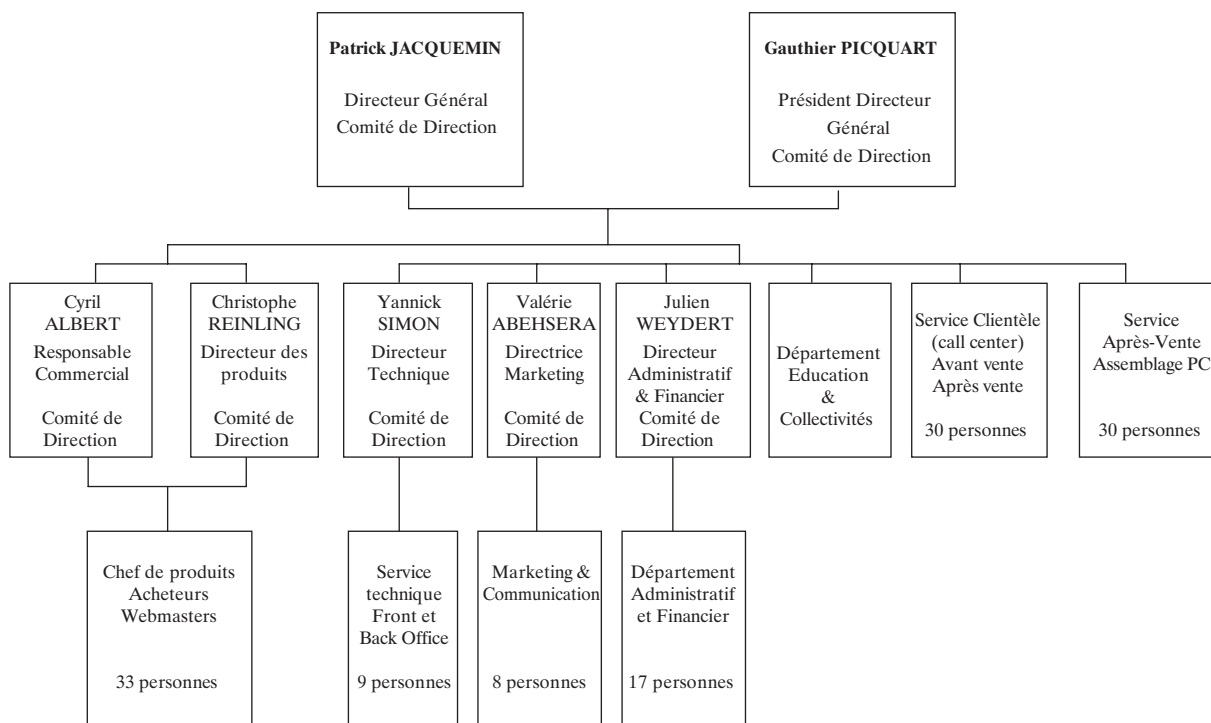 Patrick JACQUEMIN
Directeur Général
Comité de Direction
Gauthier PICQUART
Président Directeur
Général
Comité de Direction
Cyril
ALBERT
Responsable
Commercial
Comité de
Direction
Christophe
REINLING
Directeur des
produits
Comité de
Direction
Yannick
SIMON
Directeur
Technique
Comité de
Direction
Valérie
ABEHSERA
Directrice
Marketing
Comité de
Direction
Julien
WEYDERT
Directeur
Administratif
& Financier
Comité de
Direction
Département
Education
&
Collectivités
Service Clientèle
(call center)
Avant vente
Après vente
30 personnes
Service
Après-Vente
Assemblage PC
30 personnes
Chef de produits
Acheteurs
Webmasters
33 personnes
Service
technique
Front et
Back Office
9 personnes
Marketing &
Communication
8 personnes
Département
Administratif
et Financier
17 personnes